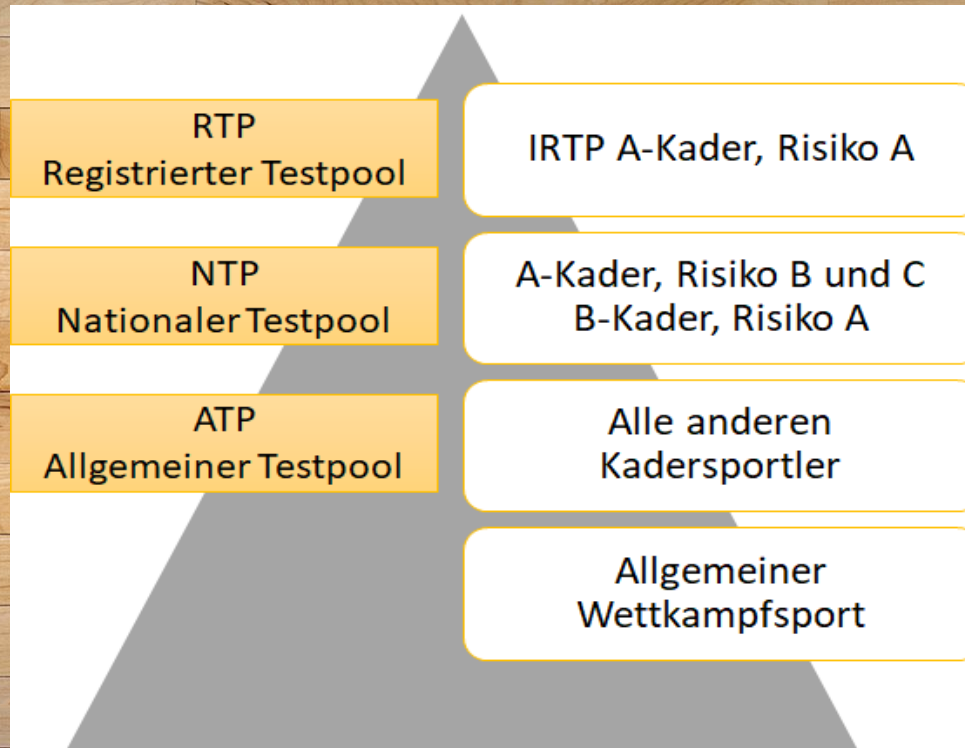 RTP
Registrierter Testpool
IRTP A-Kader, Risiko A
NTP
Nationaler Testpool
A-Kader, Risiko B und C
B-Kader, Risiko A
ATP
Allgemeiner Testpool
Alle anderen
Kadersportler
Allgemeiner
Wettkampfsport